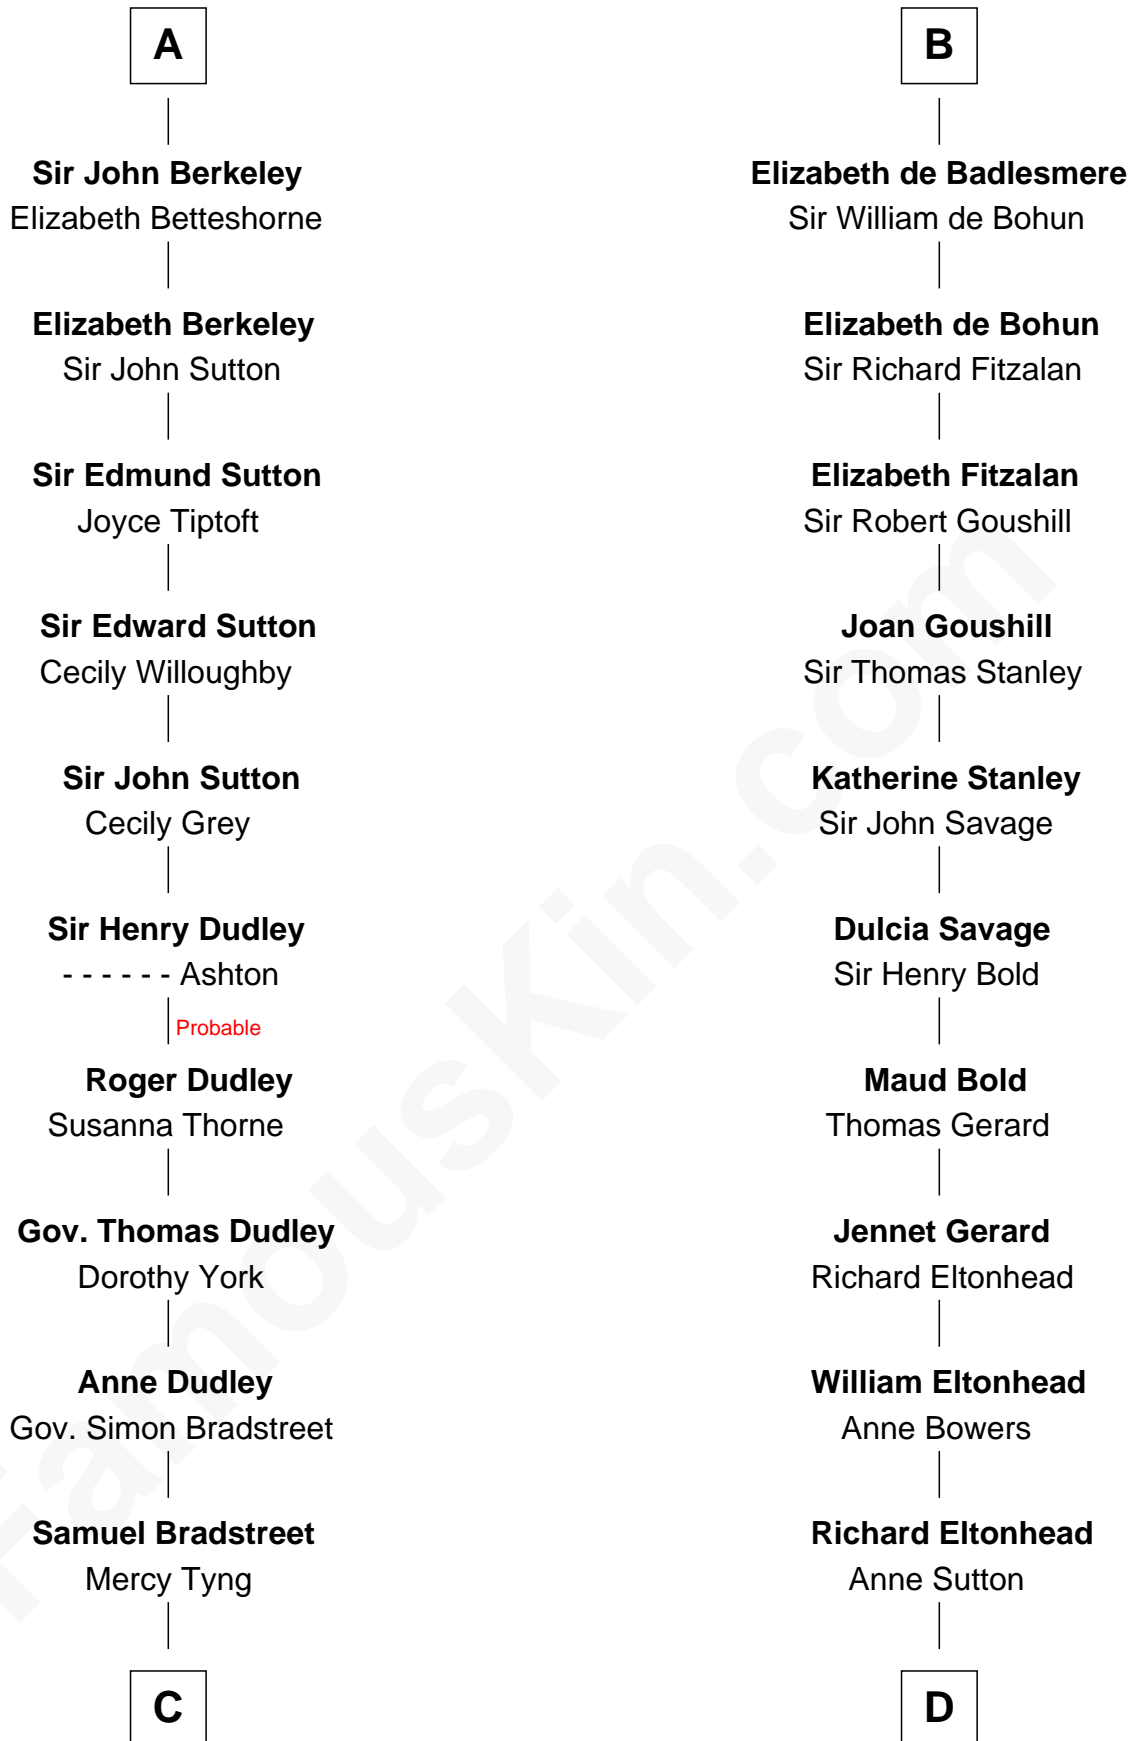 A
Sir John Berkeley
Elizabeth Betteshorne
Elizabeth Berkeley
Sir John Sutton
Sir Edmund Sutton
Joyce Tiptoft
Sir Edward Sutton
Cecily Willoughby
Sir John Sutton
Cecily Grey
Sir Henry Dudley
- - - - - - Ashton
Probable
Roger Dudley
Susanna Thorne
Gov. Thomas Dudley
Dorothy York
Anne Dudley
Gov. Simon Bradstreet
Samuel Bradstreet
Mercy Tyng
C
B
Elizabeth de Badlesmere
Sir William de Bohun
Elizabeth de Bohun
Sir Richard Fitzalan
Elizabeth Fitzalan
Sir Robert Goushill
Joan Goushill
Sir Thomas Stanley
Katherine Stanley
Sir John Savage
Dulcia Savage
Sir Henry Bold
Maud Bold
Thomas Gerard
Jennet Gerard
Richard Eltonhead
William Eltonhead
Anne Bowers
Richard Eltonhead
Anne Sutton
D
FamousKin.com